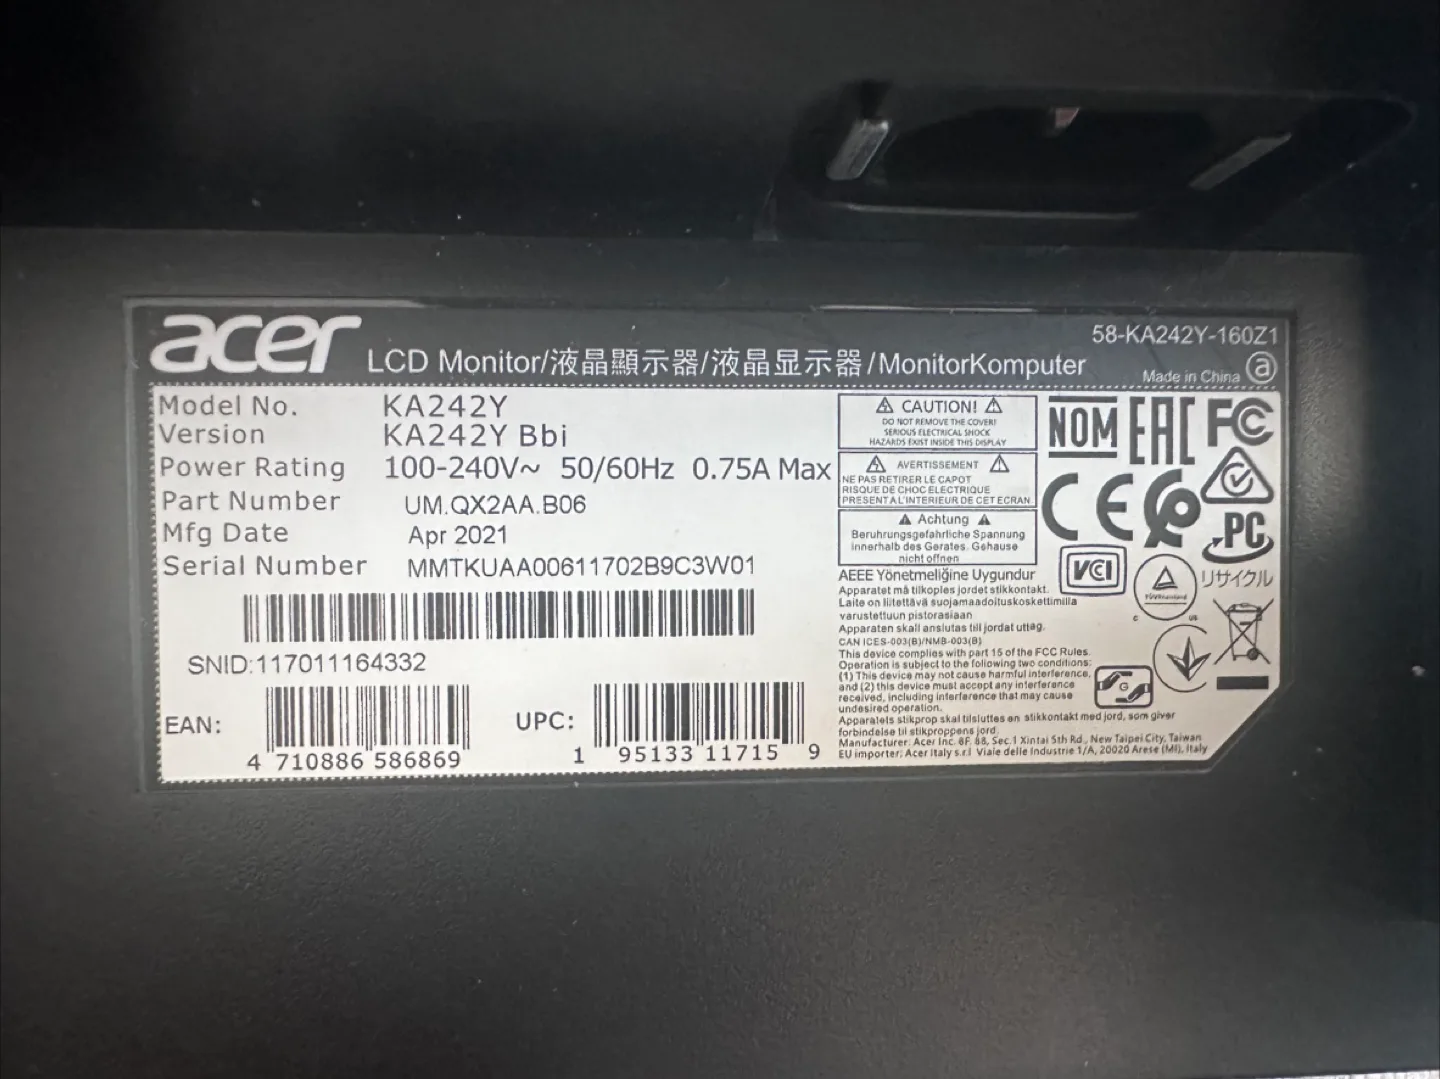 acer
LCD Monitor/液晶顯示器/液晶显示器/MonitorKomputer
58-KA242Y-160Z1
Made in China ⓐ
Model No. KA242Y
Version KA242Y Bbi
Power Rating 100-240V~ 50/60Hz 0.75A Max
Part Number UM.QX2AA.B06
Mfg Date Apr 2021
Serial Number MMTKUAA00611702B9C3W01
SNID:117011164332
EAN:
4 710886 586869
UPC:
1 95133 11715 9
CAUTION!
DO NOT REMOVE THE COVER!
SERIOUS ELECTRICAL SHOCK
HAZARDS EXIST INSIDE THIS DISPLAY
AVERTISSEMENT
NE PAS RETIRER LE CAPOT
RISQUE DE CHOC ELECTRIQUE
PRESENT A L'INTERIEUR DE CET ECRAN
Achtung
Beruhrungsgefahrliche Spannung
innerhalb des Gerates. Gehause
nicht offnen
AEEE Yönetmeliğine Uygundur
Apparatet må tilkoples jordet stikkontakt.
Laite on liitettävä suojamaadoituskoskettimilla
varustettuun pistorasiaan
Apparaten skall anslutas till jordat uttag.
CAN ICES-003(B)/NMB-003(B)
This device complies with part 15 of the FCC Rules.
Operation is subject to the following two conditions:
(1) This device may not cause harmful interference,
and (2) this device must accept any interference
received, including interference that may cause
undesired operation.
Apparatets stikprop skal tilsluttes en stikkontakt med jord, som giver
forbindelse til stikproppens jord.
Manufacturer: Acer Inc. 8F, 88, Sec.1 Xintai 5th Rd., New Taipei City, Taiwan
EU importer: Acer Italy s.r.l Viale delle Industrie 1/A, 20020 Arese (MI), Italy
NOM EAC FC
CE
PC
VCI
TÜVRheinland
C US
リサイクル
G